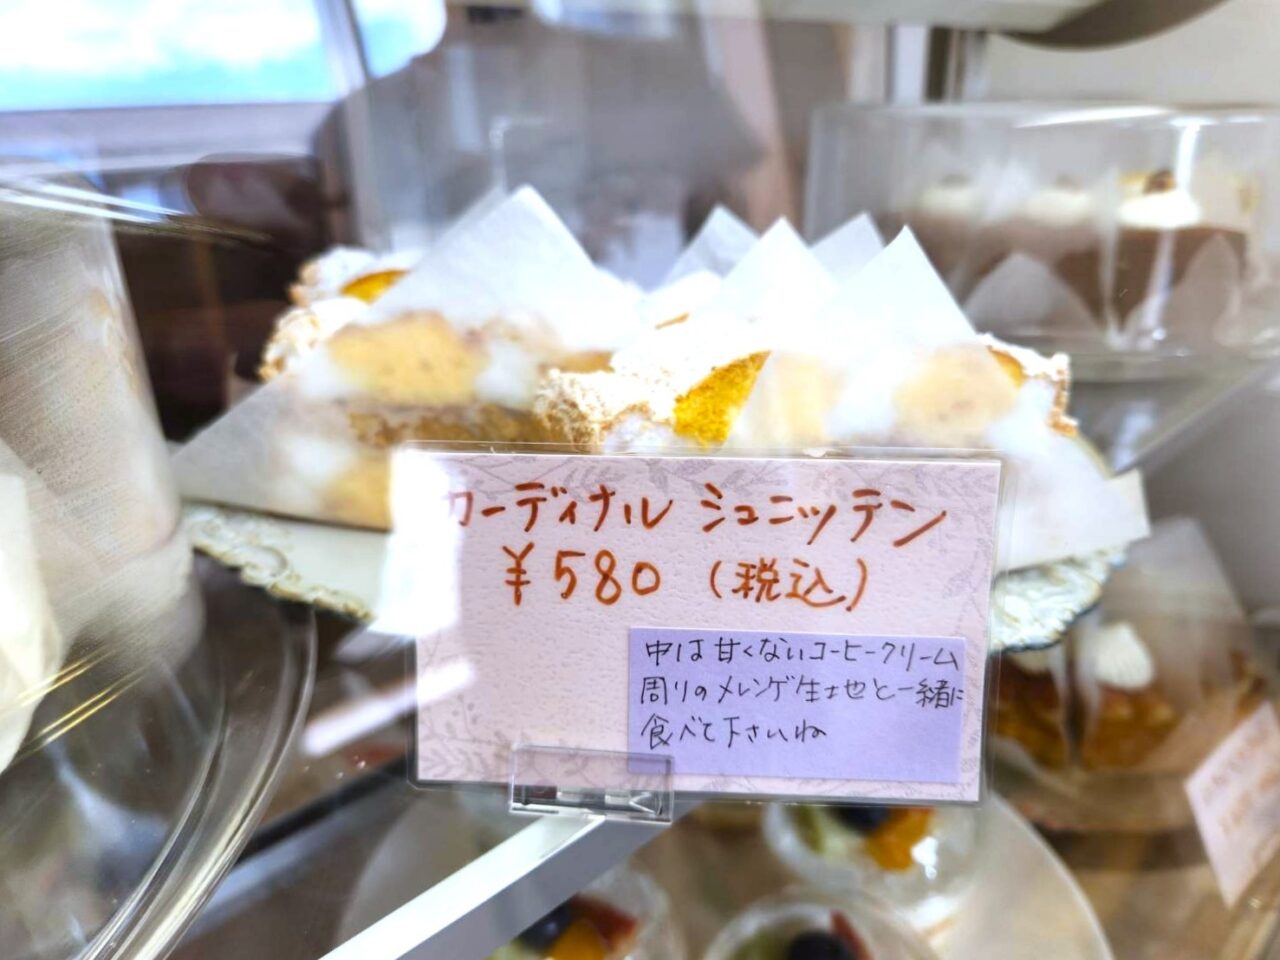 カーディナル シュニッテン
¥580 (税込)
中は甘くないコーヒークリーム
周りのメレンゲ生地と一緒に
食べて下さいね